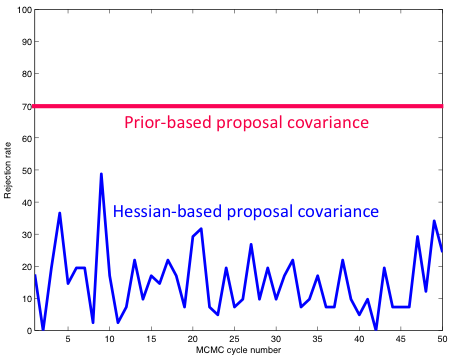 100
90
80
70
60
50
40
30
20
10
0
Rejection rate
Prior-based proposal covariance
Hessian-based proposal covariance
5 10 15 20 25 30 35 40 45 50
MCMC cycle number